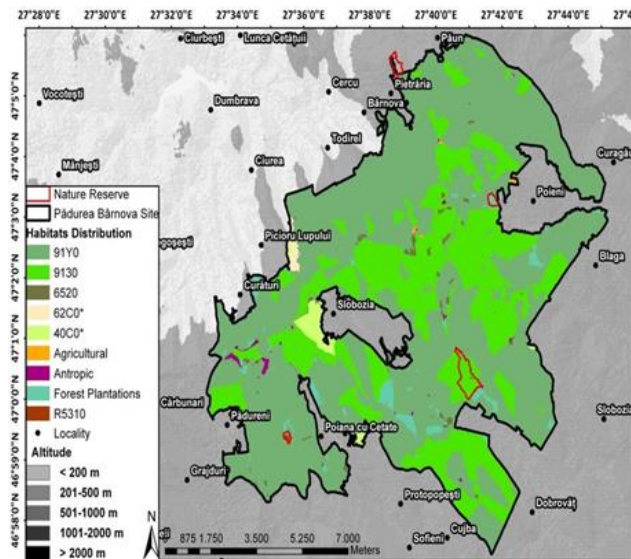 27°28'0"E 27°30'0"E 27°32'0"E 27°34'0"E 27°36'0"E 27°38'0"E 27°40'0"E 27°42'0"E 27°44'0"E
47°5'0"N
47°4'0"N
47°3'0"N
47°2'0"N
47°1'0"N
47°0'0"N
46°59'0"N
46°58'0"N
Ciurbești
Lunca Cetățuii
Păun
Vocotești
Dumbrava
Cercu
Pietrăria
Bârnova
Todirel
Mânjești
Ciurea
Curagău
Poieni
Picioru Lupului
Blaga
Curături
Slobozia
Cărbunari
Pădureni
Poiana cu Cetate
Slobozia
Grajduri
Protopopești
Dobrovăț
Cujba
Sofieni
Nature Reserve
Pădurea Bârnova Site
Habitats Distribution
91Y0
9130
6520
62C0*
40C0*
Agricultural
Antropic
Forest Plantations
R5310
Locality
Altitude
< 200 m
201-500 m
501-1000 m
1001-2000 m
> 2000 m
N
875 1.750 3.500 5.250 7.000
Meters